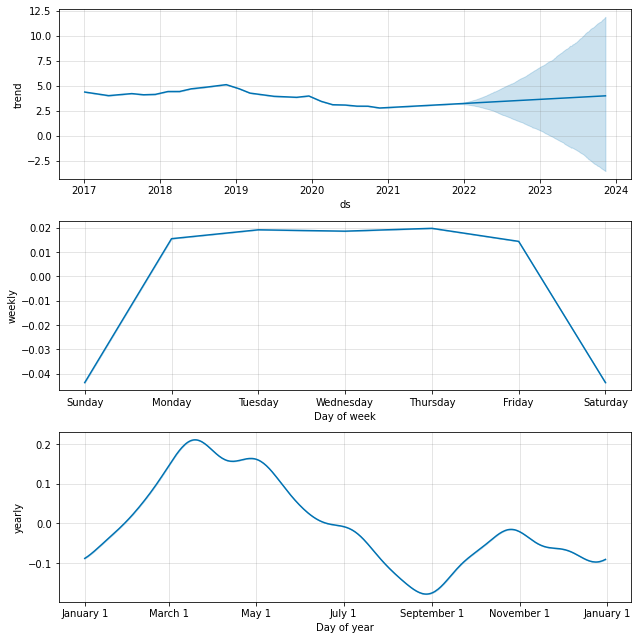 12.5
10.0
7.5
5.0
2.5
0.0
−2.5
trend
2017 2018 2019 2020 2021 2022 2023 2024
ds
0.02
0.01
0.00
−0.01
−0.02
−0.03
−0.04
weekly
Sunday Monday Tuesday Wednesday Thursday Friday Saturday
Day of week
0.2
0.1
0.0
−0.1
yearly
January 1 March 1 May 1 July 1 September 1 November 1 January 1
Day of year